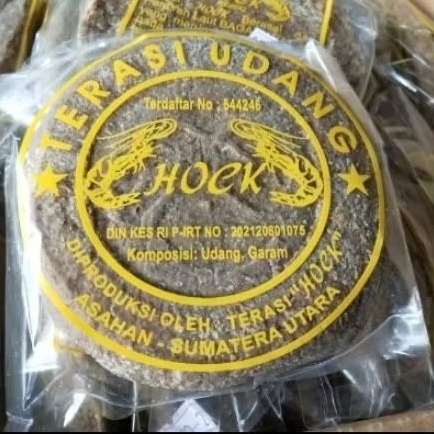 TERASI UDANG
Terdaftar No : 544246
HOCK
DIN KES RI P-IRT NO : 202120601075
Komposisi: Udang, Garam
DIPRODUKSI OLEH : TERASI "HOCK"
ASAHAN - SUMATERA UTARA
HOCK